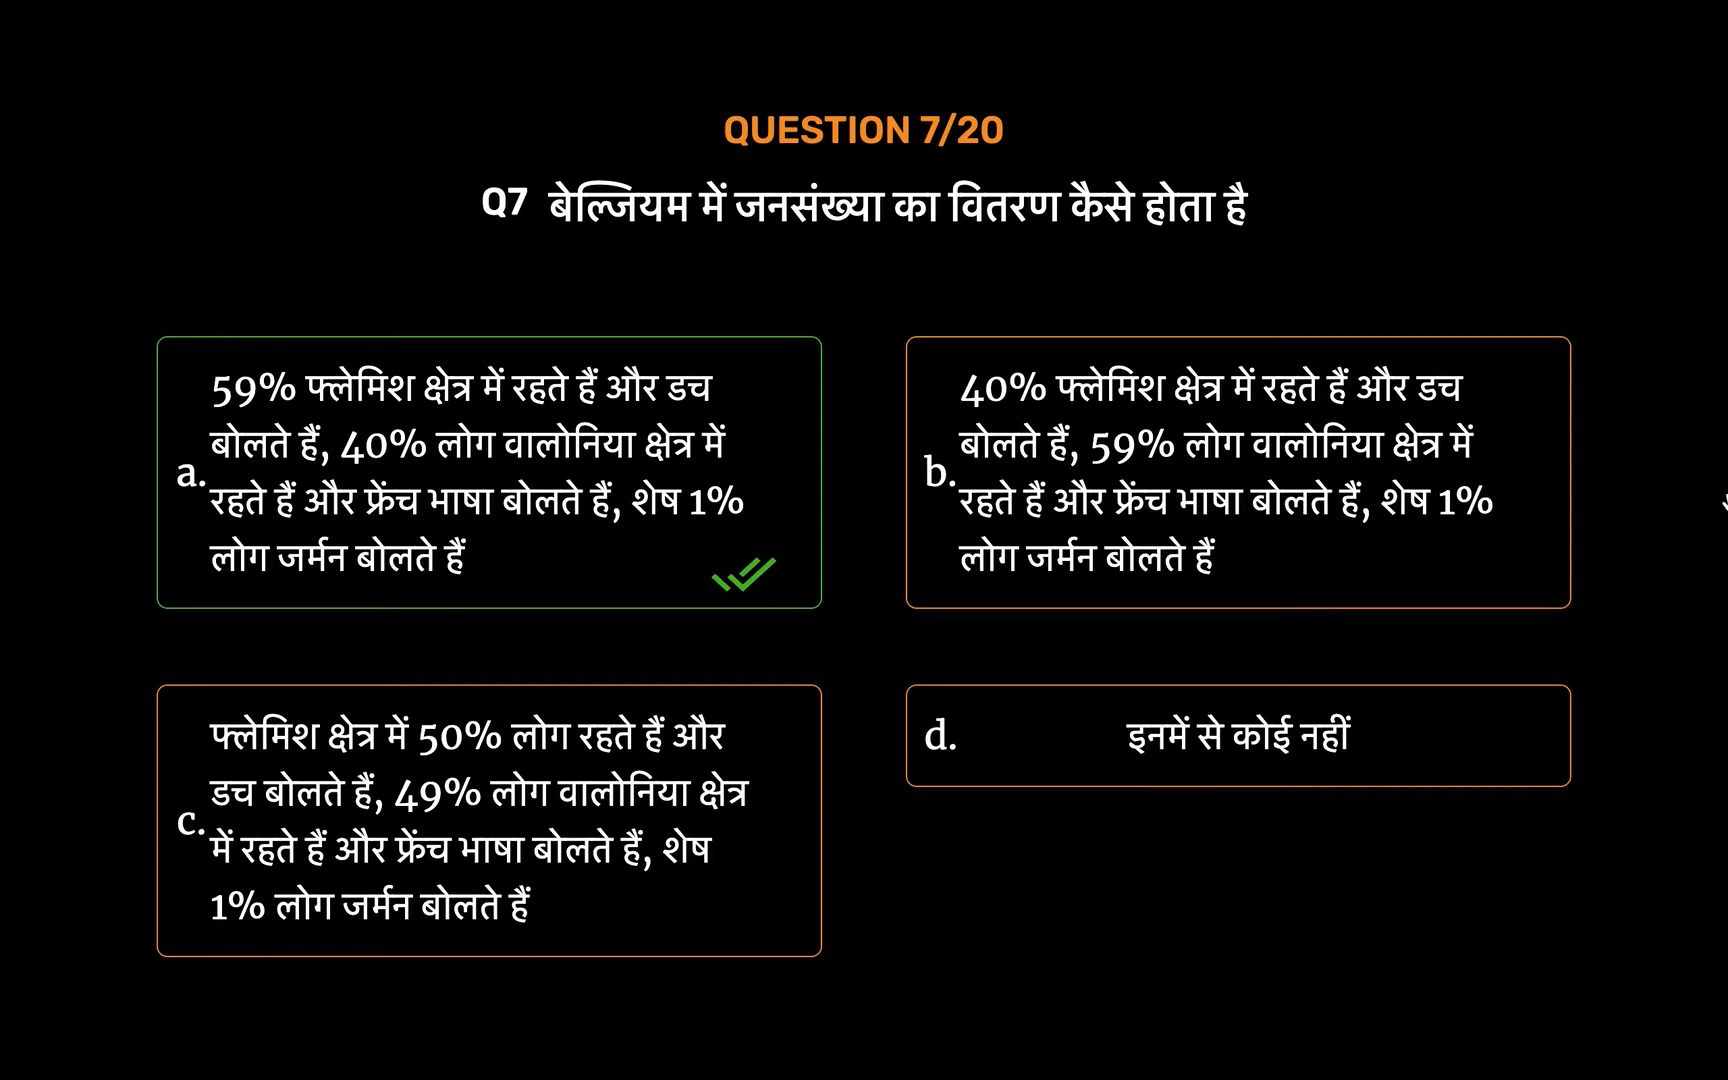 QUESTION 7/20
Q7 बेल्जियम में जनसंख्या का वितरण कैसे होता है
a.
59% फ्लेमिश क्षेत्र में रहते हैं और डच
बोलते हैं, 40% लोग वालोनिया क्षेत्र में
रहते हैं और फ्रेंच भाषा बोलते हैं, शेष 1%
लोग जर्मन बोलते हैं
b.
40% फ्लेमिश क्षेत्र में रहते हैं और डच
बोलते हैं, 59% लोग वालोनिया क्षेत्र में
रहते हैं और फ्रेंच भाषा बोलते हैं, शेष 1%
लोग जर्मन बोलते हैं
c.
फ्लेमिश क्षेत्र में 50% लोग रहते हैं और
डच बोलते हैं, 49% लोग वालोनिया क्षेत्र
में रहते हैं और फ्रेंच भाषा बोलते हैं, शेष
1% लोग जर्मन बोलते हैं
d. इनमें से कोई नहीं